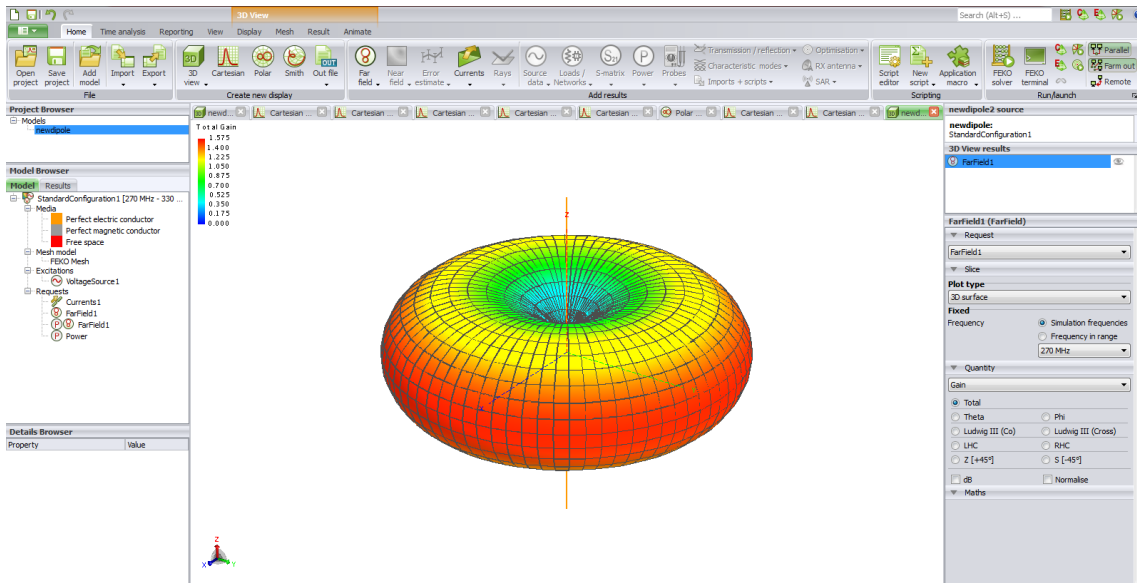 3D View
Search (Alt+S) ...
Home Time analysis Reporting View Display Mesh Result Animate
Open project
Save project
Add model
Import
Export
3D view
Cartesian
Polar
Smith
Out file
Far field
Near field
Error estimate
Currents
Rays
Source data
Loads / Networks
S-matrix
Power
Probes
Transmission / reflection
Characteristic modes
Imports + scripts
Optimisation
RX antenna
SAR
Script editor
New script
Application macro
FEKO solver
FEKO terminal
Parallel
Farm out
Remote
File
Create new display
Add results
Scripting
Run/launch
Project Browser
Models
newdipole
Model Browser
Model Results
StandardConfiguration1 [270 MHz - 330 ...
Media
Perfect electric conductor
Perfect magnetic conductor
Free space
Mesh model
FEKO Mesh
Excitations
VoltageSource1
Requests
Currents1
FarField1
FarField1
Power
Details Browser
Property Value
newd... Cartesian ... Cartesian ... Cartesian ... Cartesian ... Cartesian ... Polar ... Cartesian ... Cartesian ... newd...
Total Gain
1.575
1.400
1.225
1.050
0.875
0.700
0.525
0.350
0.175
0.000
Z
X
Z
X Y
newdipole2 source
newdipole:
StandardConfiguration1
3D View results
FarField1
FarField1 (FarField)
Request
FarField1
Slice
Plot type
3D surface
Fixed
Frequency Simulation frequencies
Frequency in range
270 MHz
Quantity
Gain
Total
Theta Phi
Ludwig III (Co) Ludwig III (Cross)
LHC RHC
Z [+45°] S [-45°]
dB Normalise
Maths